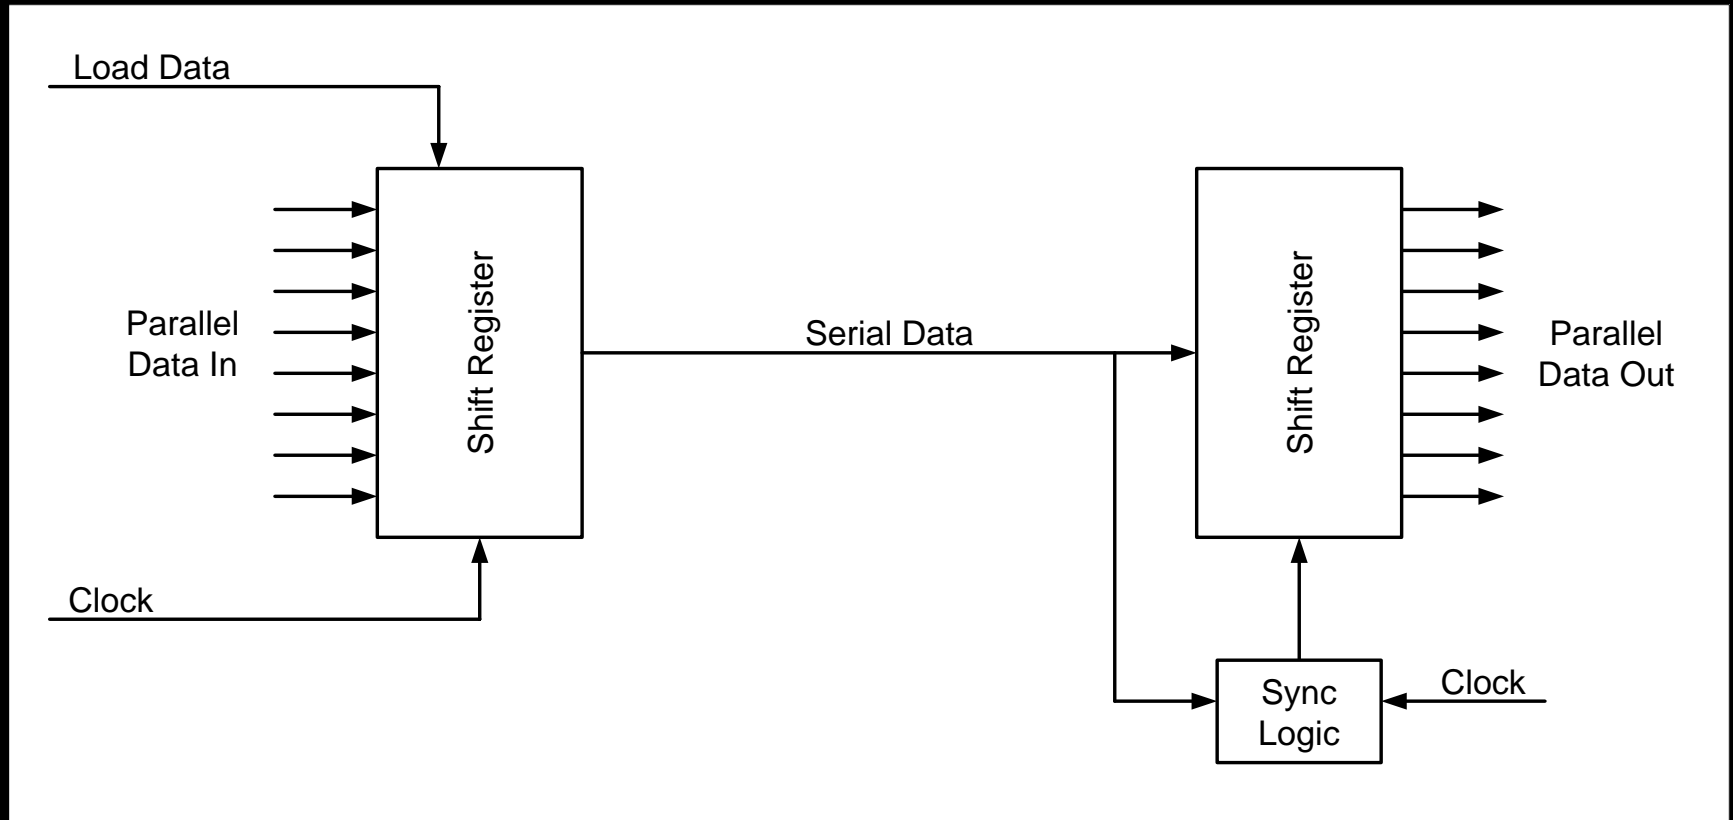 Load Data
Parallel
Data In
Shift Register
Clock
Serial Data
Shift Register
Parallel
Data Out
Sync
Logic
Clock